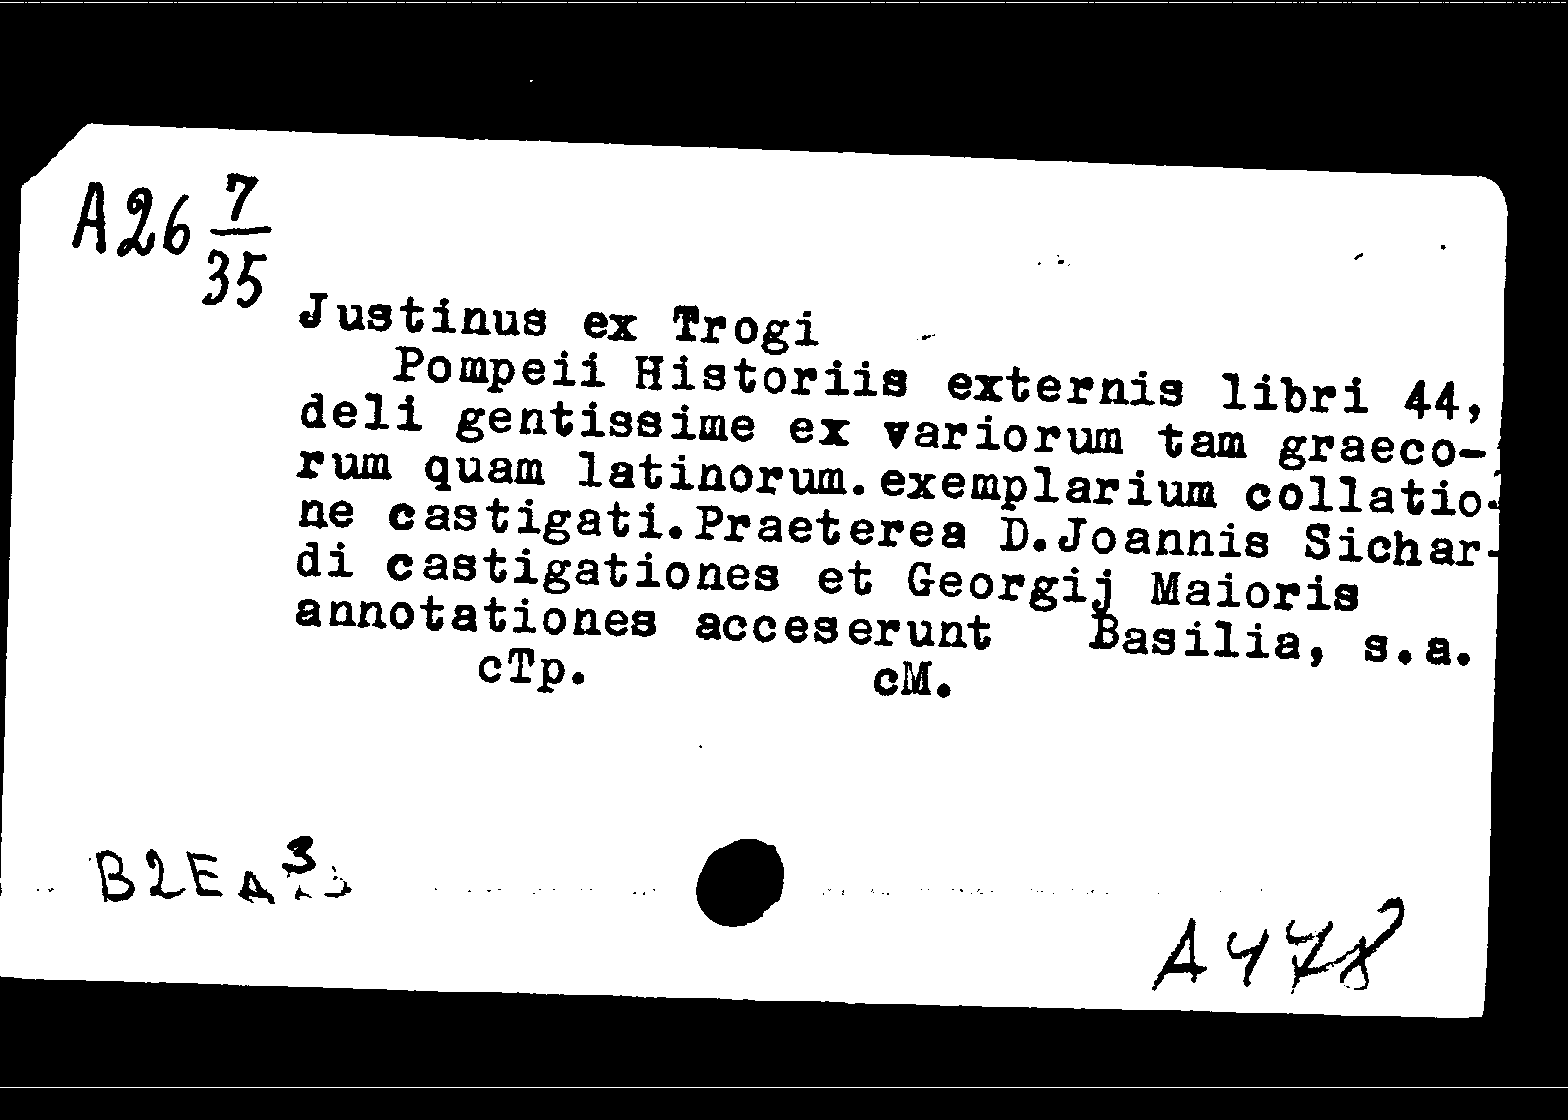 A26 7/35
Justinus ex Trogi
Pompeii Historiis externis libri 44,
deli gentissime ex variorum tam graeco-
rum quam latinorum.exemplarium collatio-
ne castigati.Praeterea D.Joannis Sichar-
di castigationes et Georgij Maioris
annotationes acceserunt Basilia, s.a.
cTp. cM.
B2EA 3
A478